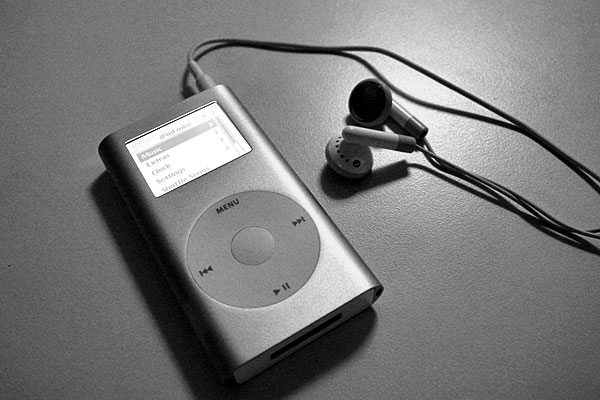 iPod mini
Music
Extras
Clock
Settings
Shuffle Songs
MENU